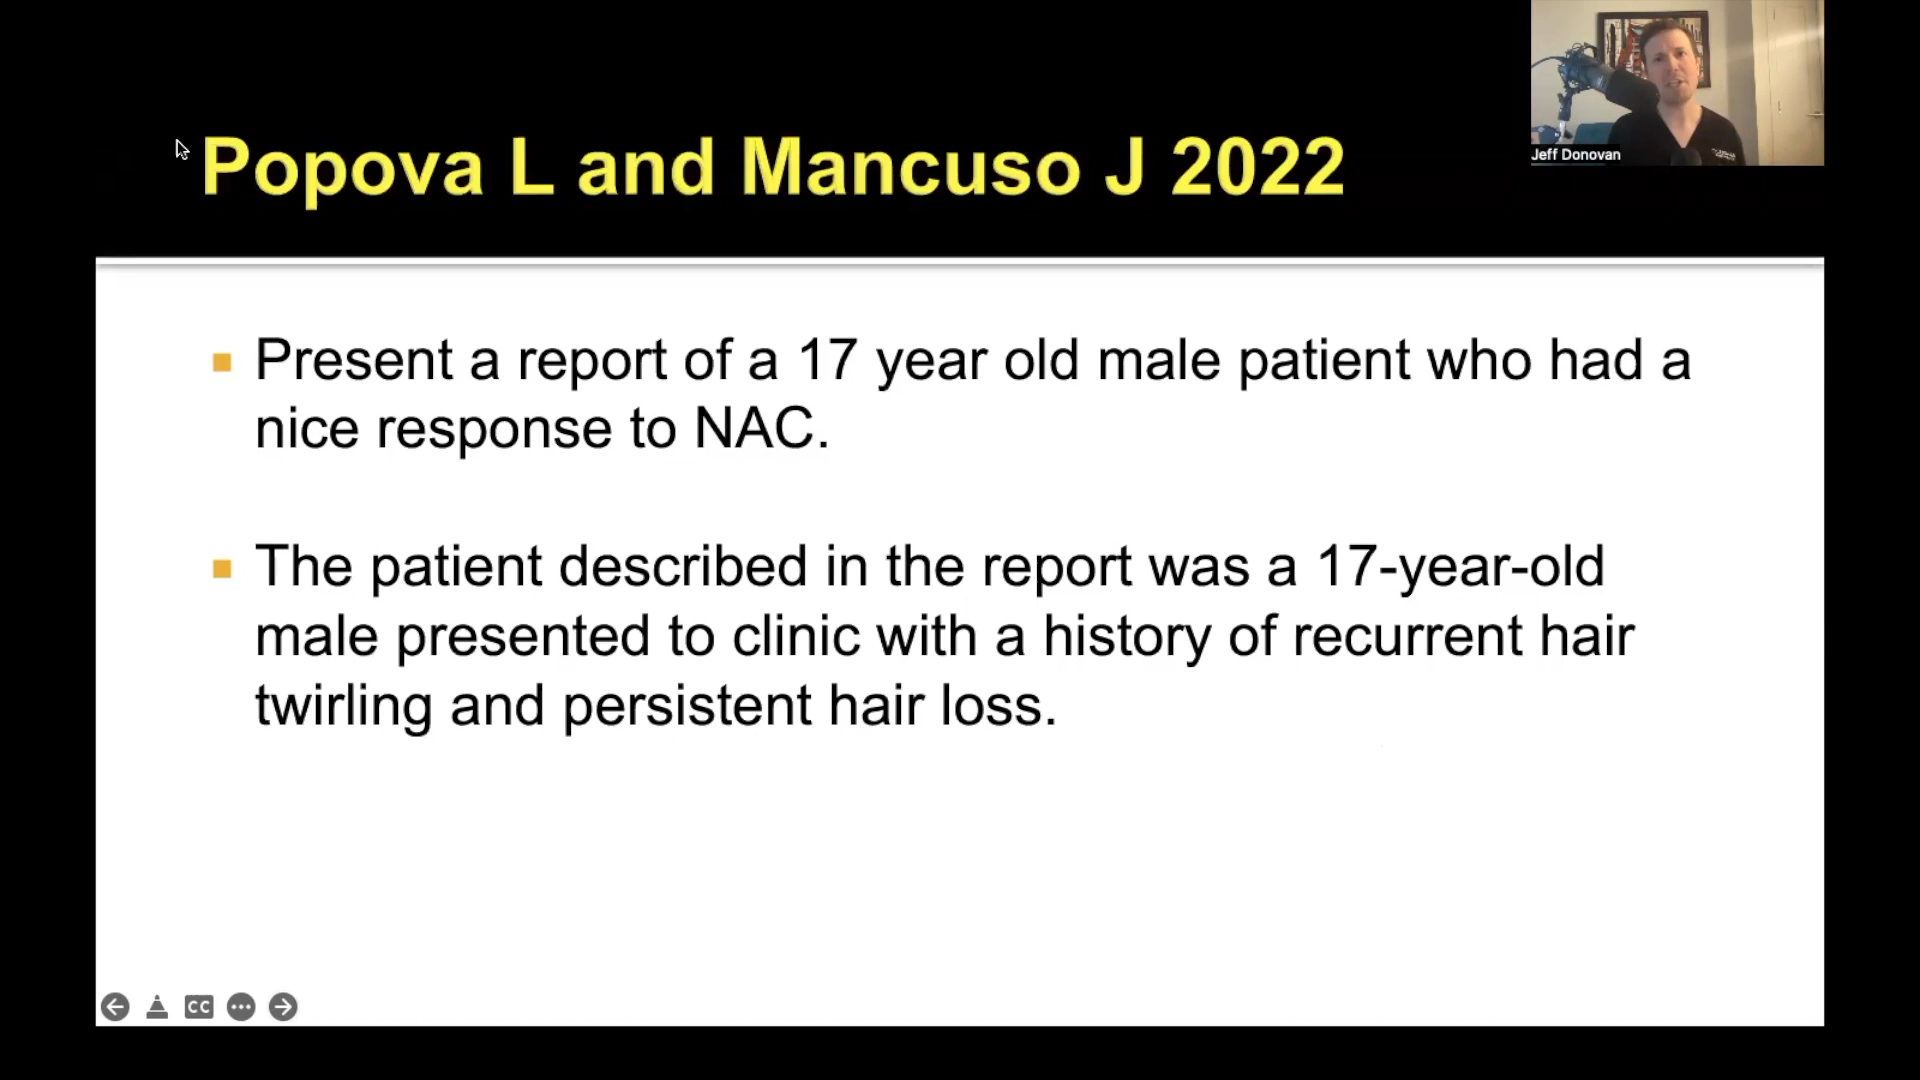 Popova L and Mancuso J 2022
Jeff Donovan
Present a report of a 17 year old male patient who had a
nice response to NAC.
The patient described in the report was a 17-year-old
male presented to clinic with a history of recurrent hair
twirling and persistent hair loss.
CC